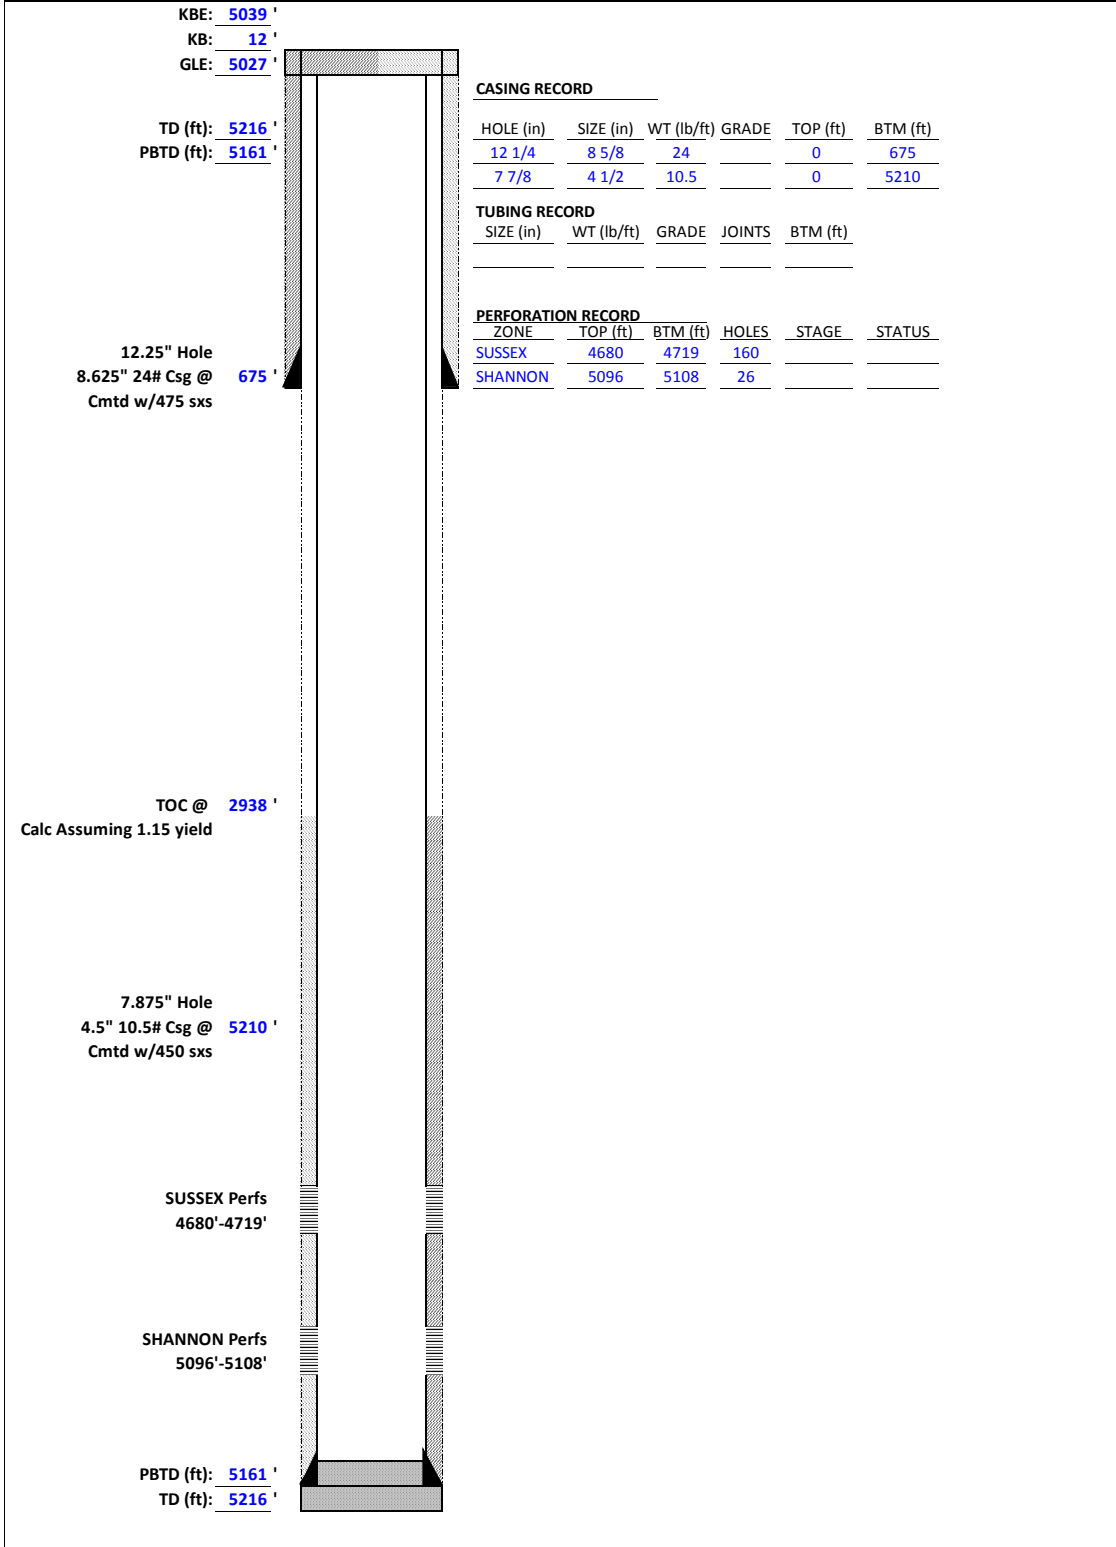 KBE: 5039 '
KB: 12 '
GLE: 5027 '
CASING RECORD
TD (ft): 5216 '
PBTD (ft): 5161 '
HOLE (in) SIZE (in) WT (lb/ft) GRADE TOP (ft) BTM (ft)
12 1/4 8 5/8 24 0 675
7 7/8 4 1/2 10.5 0 5210
TUBING RECORD
SIZE (in) WT (lb/ft) GRADE JOINTS BTM (ft)
PERFORATION RECORD
ZONE TOP (ft) BTM (ft) HOLES STAGE STATUS
SUSSEX 4680 4719 160
SHANNON 5096 5108 26
12.25" Hole
8.625" 24# Csg @ 675 '
Cmtd w/475 sxs
TOC @ 2938 '
Calc Assuming 1.15 yield
7.875" Hole
4.5" 10.5# Csg @ 5210 '
Cmtd w/450 sxs
SUSSEX Perfs
4680'-4719'
SHANNON Perfs
5096'-5108'
PBTD (ft): 5161 '
TD (ft): 5216 '